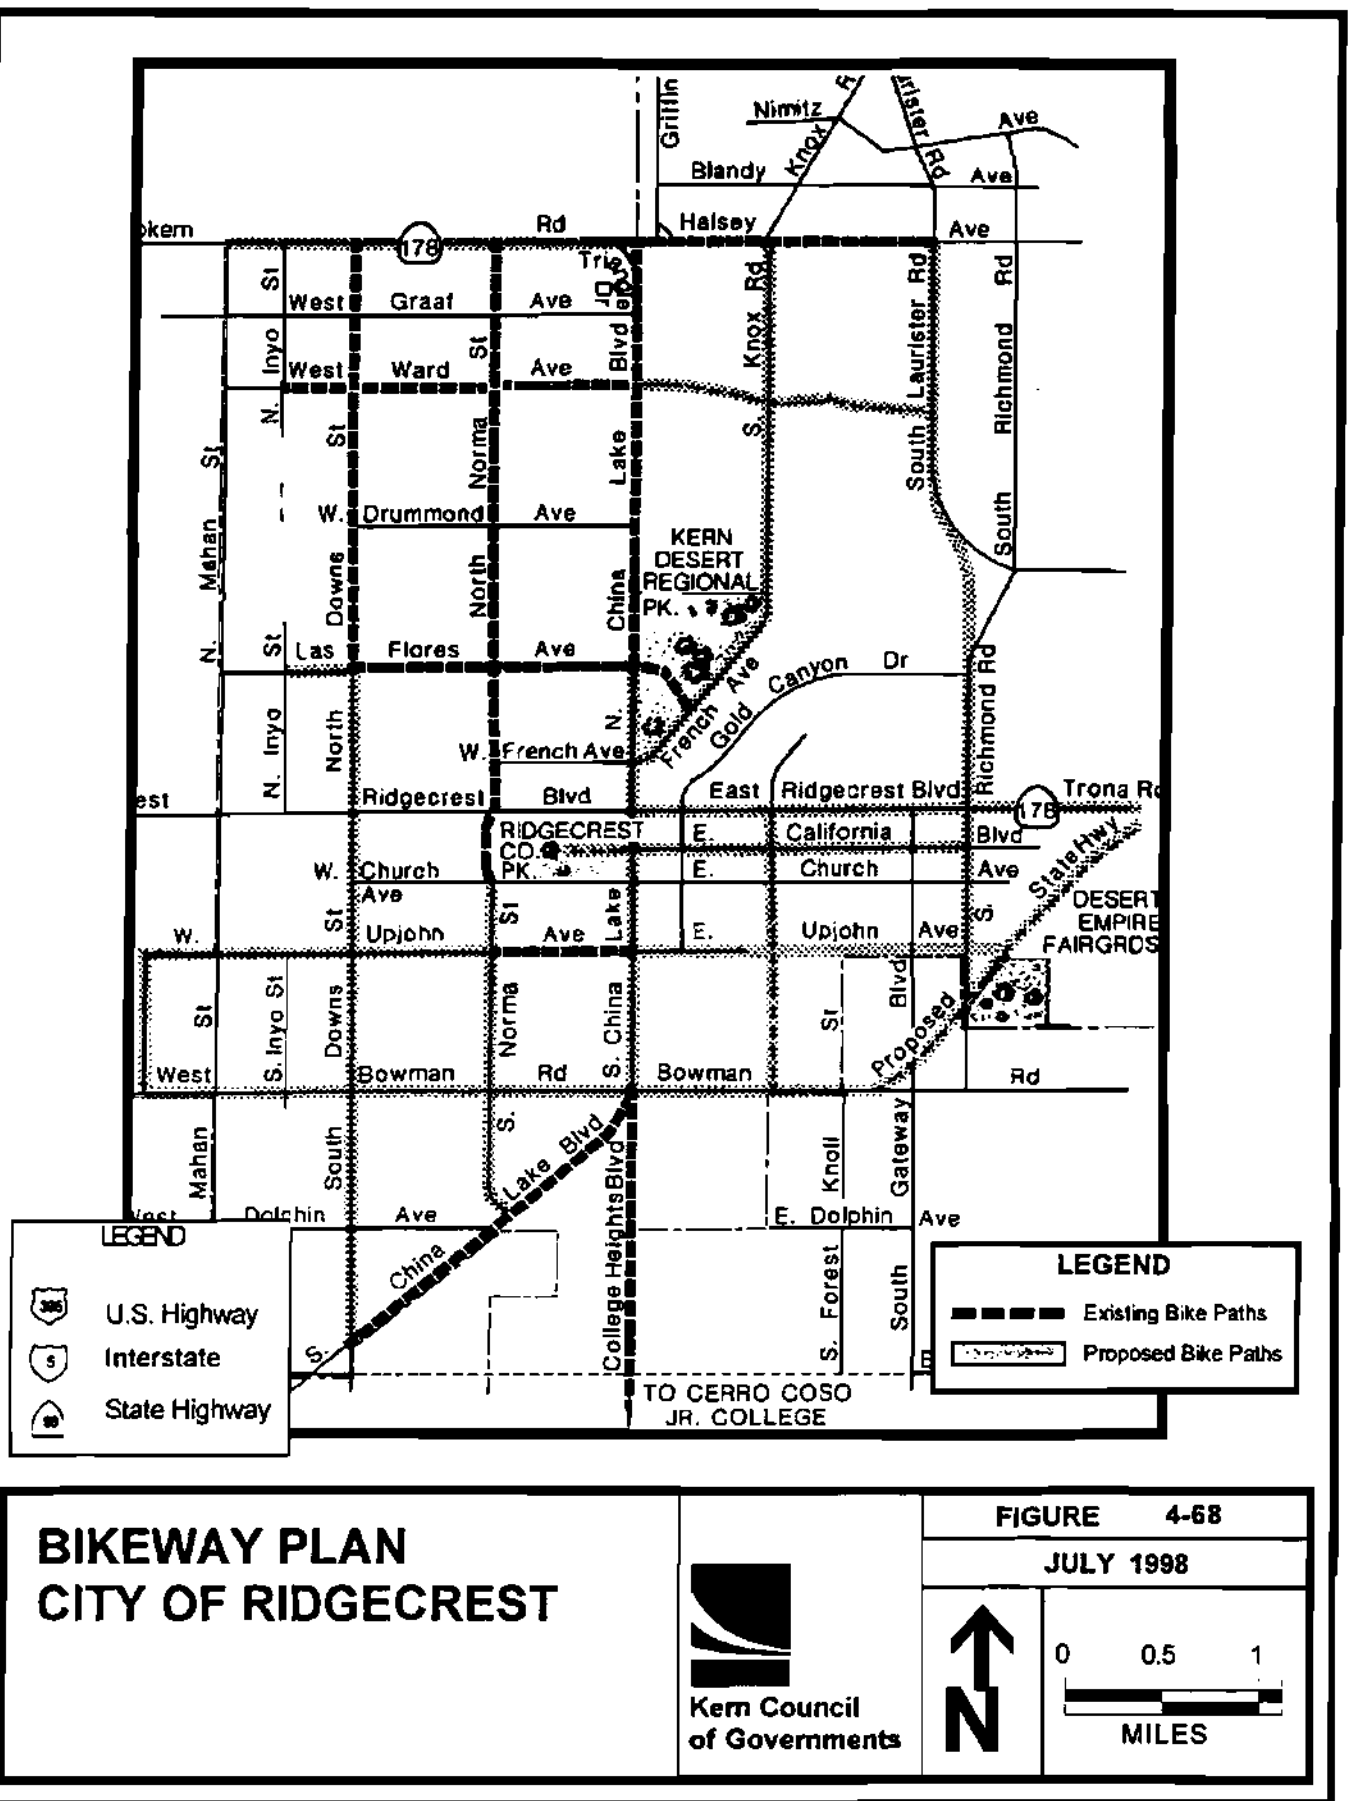 Griffin
Nimitz
Ave
Knox
Rd
Blandy
Ave
Rd
Halsey
Ave
178
St
West
Graaf
Ave
Dr
Blvd
Knox Rd
S.
South Laurister Rd
South Richmond Rd
N. Inyo
West
Ward
Ave
St
North Norma St
Lake
N. Mahan St
W.
Drummond
Ave
KERN
DESERT
REGIONAL
PK.
North Downs St
China
Las
Flores
Ave
St
N. Inyo
N.
French Ave
Gold Canyon Dr
Richmond Rd
W.
French Ave
Ridgecrest
Blvd
East
Ridgecrest Blvd
178
Trona
RIDGECREST
CO.
PK.
E.
California
Blvd
State Hwy
W.
Church
Ave
E.
Church
Ave
DESERT
EMPIRE
FAIRGRDS
W.
Upjohn
Ave
E.
Upjohn
Ave
S.
St
Lake
S. China
Mahan St
S. Inyo St
South Downs St
S. Norma
St
Blvd
Proposed
West
Bowman
Rd
Bowman
Rd
Lake Blvd
China
S.
College Heights Blvd
S. Forest Knoll
South Gateway
Dolphin
Ave
E. Dolphin
Ave
TO CERRO COSO
JR. COLLEGE
LEGEND
395
U.S. Highway
5
Interstate
State Highway
LEGEND
Existing Bike Paths
Proposed Bike Paths
BIKEWAY PLAN
CITY OF RIDGECREST
Kern Council
of Governments
FIGURE 4-68
JULY 1998
N
0 0.5 1
MILES